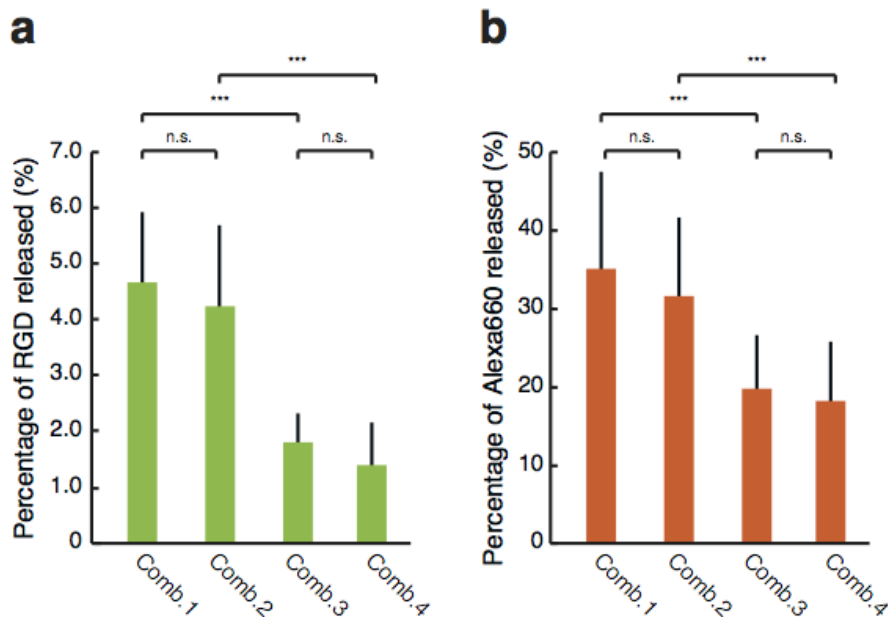 a
***
***
n.s.
n.s.
Percentage of RGD released (%)
7.0
6.0
5.0
4.0
3.0
2.0
1.0
0
Comb.1
Comb.2
Comb.3
Comb.4
b
***
***
n.s.
n.s.
Percentage of Alexa660 released (%)
50
40
30
20
10
0
Comb.1
Comb.2
Comb.3
Comb.4